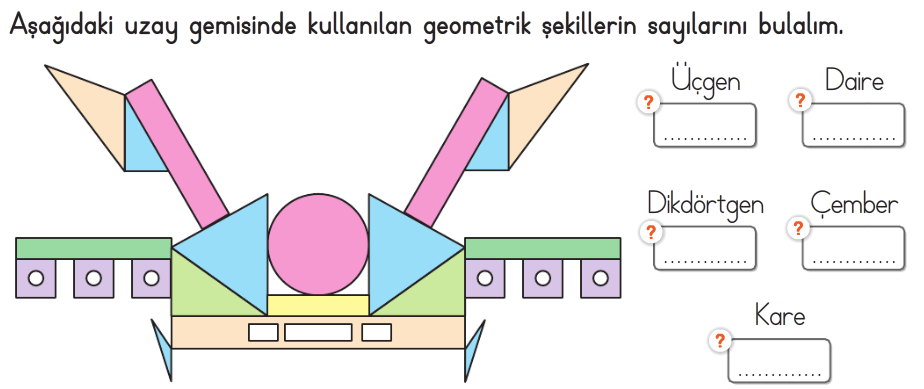 Aşağıdaki uzay gemisinde kullanılan geometrik şekillerin sayılarını bulalım.
Üçgen Daire
? ?
............. .............
Dikdörtgen Çember
? ?
............. .............
Kare
?
.............